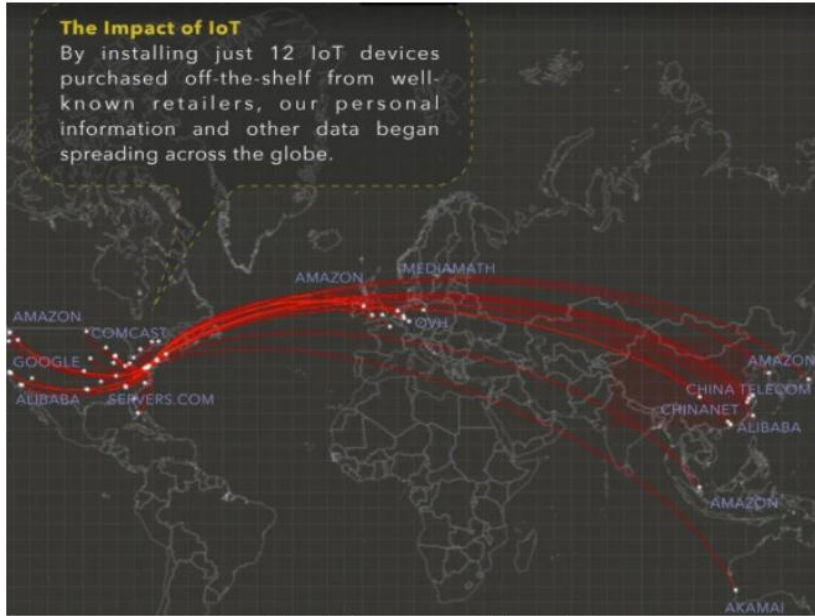 The Impact of IoT
By installing just 12 IoT devices
purchased off-the-shelf from well-
known retailers, our personal
information and other data began
spreading across the globe.
MEDIAMATH
AMAZON
AMAZON
COMCAST
OVH
GOOGLE
AMAZON
ALIBABA
SERVERS.COM
CHINA TELECOM
CHINANET
ALIBABA
AMAZON
AKAMAI